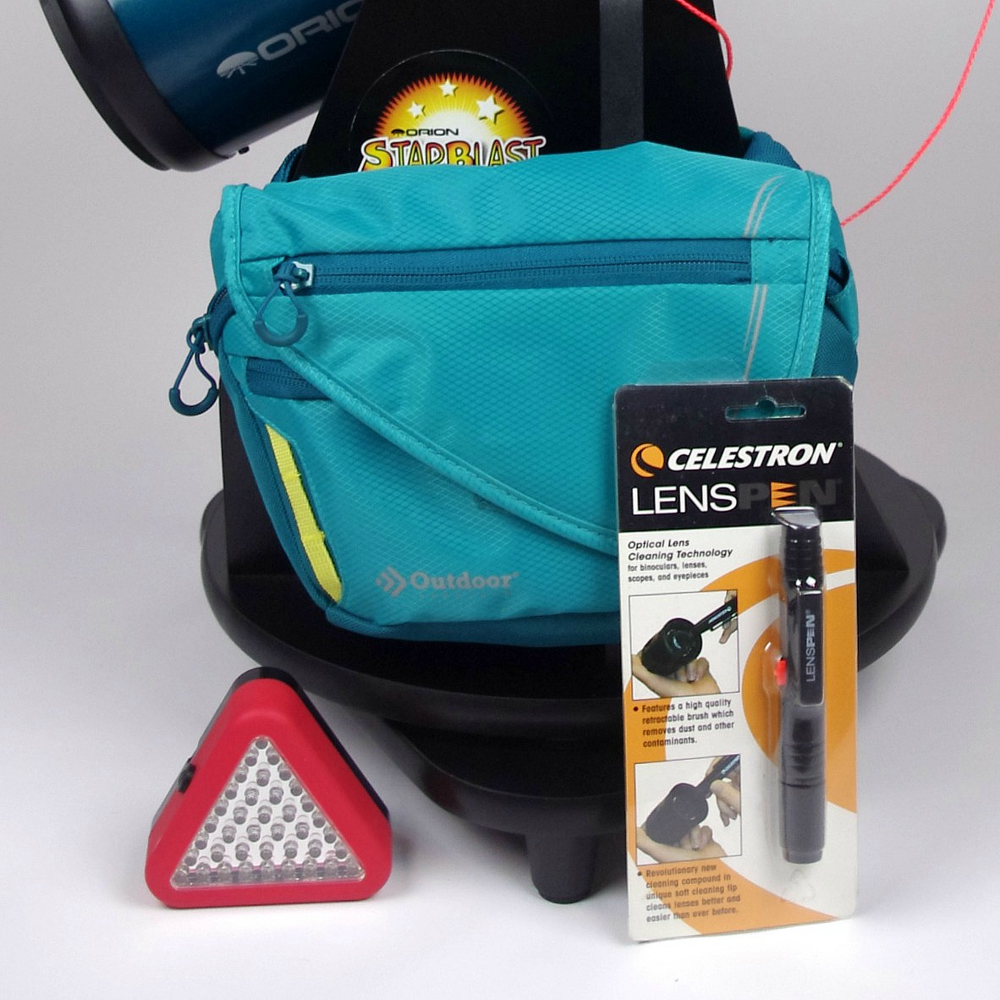 ORIO
ORION
STARBLAST
Outdoor
CELESTRON
LENSPEN
Optical Lens
Cleaning Technology
for binoculars, lenses,
scopes, and eyepieces
LENSPEN
• Features a high quality
retractable brush which
removes dust and other
contaminants.
• Revolutionary new
cleaning compound in
unique soft cleaning tip
cleans lenses better and
easier than ever before.